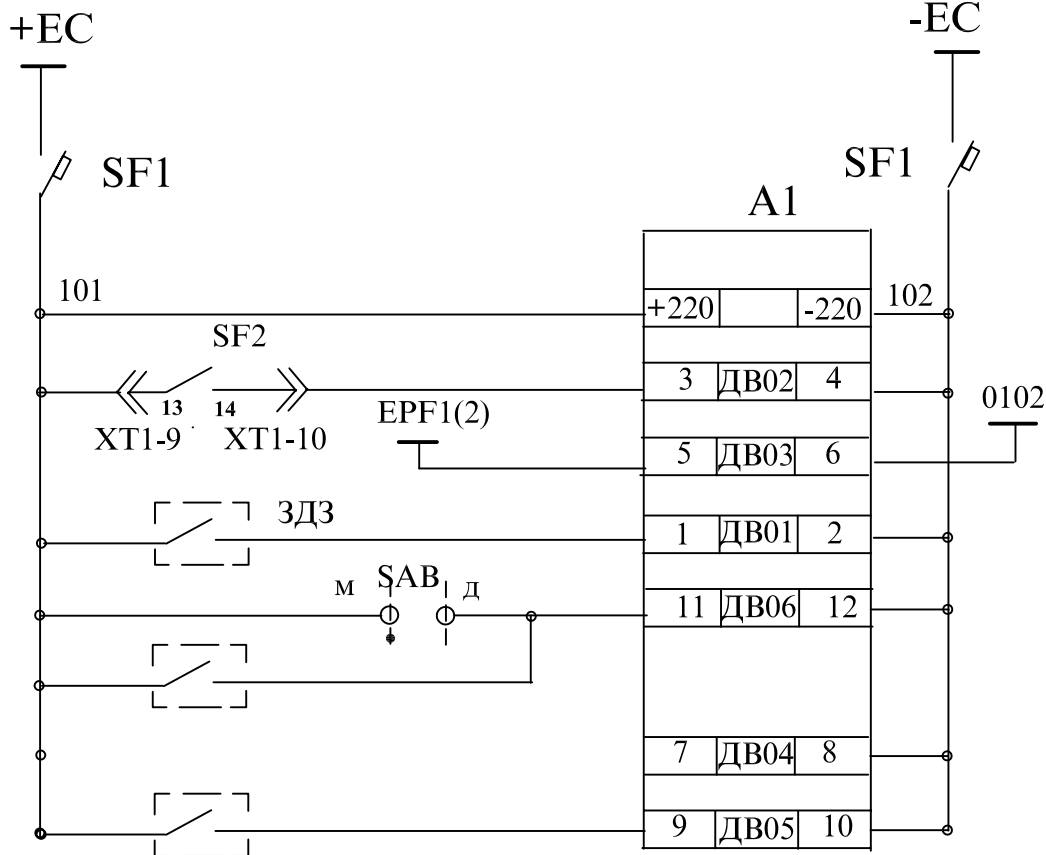 +EC
-EC
SF1
SF1
A1
101
+220 -220
102
SF2
3 ДВ02 4
13 14
EPF1(2)
0102
XT1-9 XT1-10
5 ДВ03 6
ЗДЗ
1 ДВ01 2
м SAB д
11 ДВ06 12
7 ДВ04 8
9 ДВ05 10